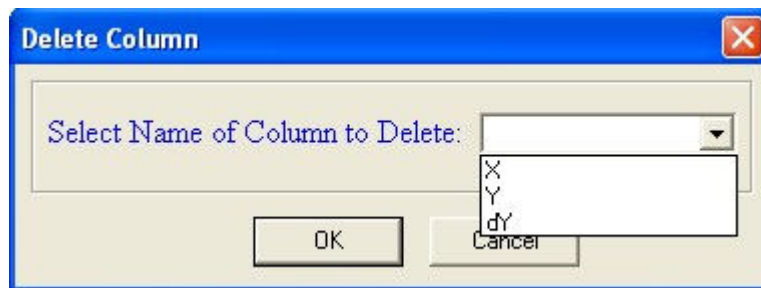 Delete Column
Select Name of Column to Delete:
X
Y
dY
OK
Cancel